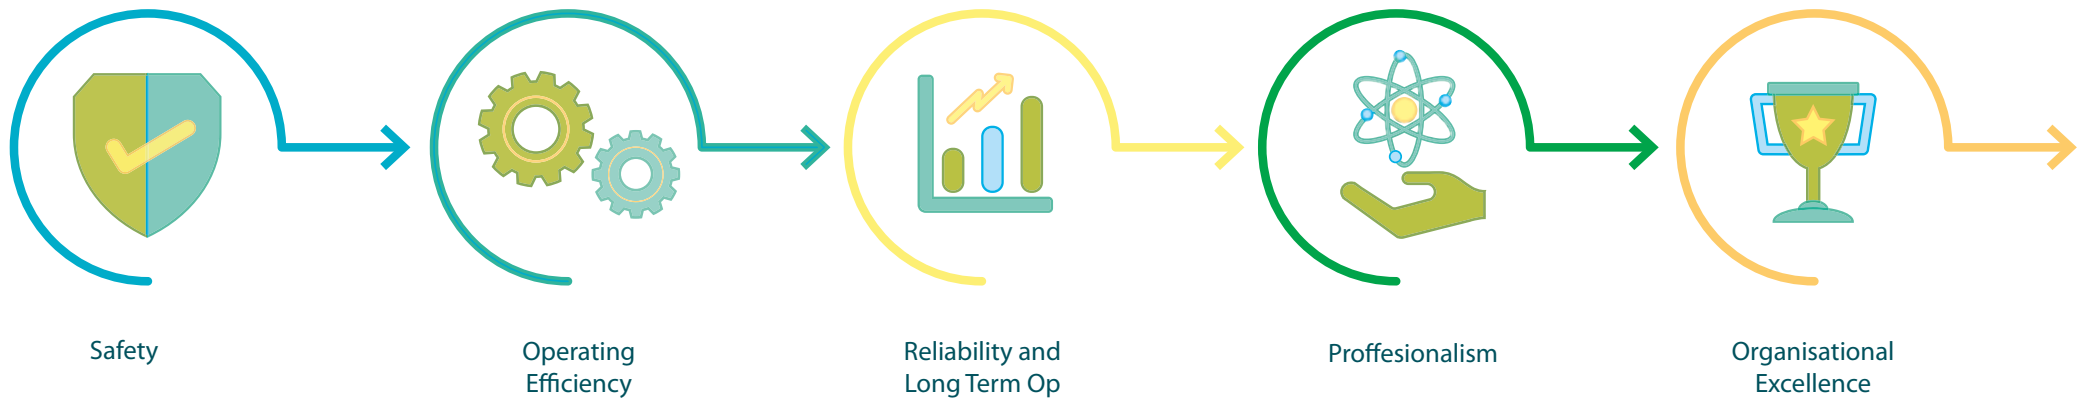 Safety
Operating
Efficiency
Reliability and
Long Term Op
Proffesionalism
Organisational
Excellence